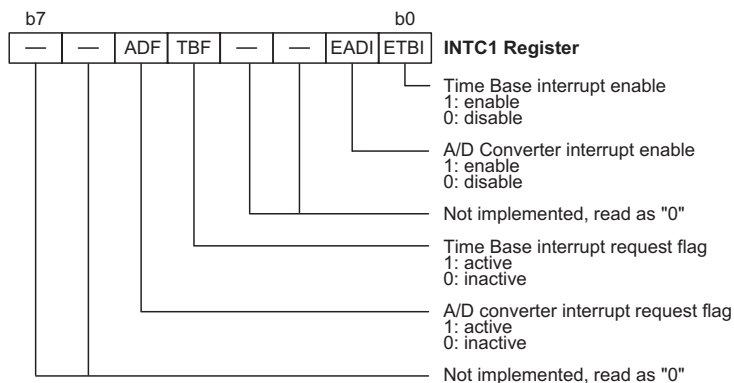 b7 b0
— — ADF TBF — — EADI ETBI INTC1 Register
Time Base interrupt enable
1: enable
0: disable
A/D Converter interrupt enable
1: enable
0: disable
Not implemented, read as "0"
Time Base interrupt request flag
1: active
0: inactive
A/D converter interrupt request flag
1: active
0: inactive
Not implemented, read as "0"